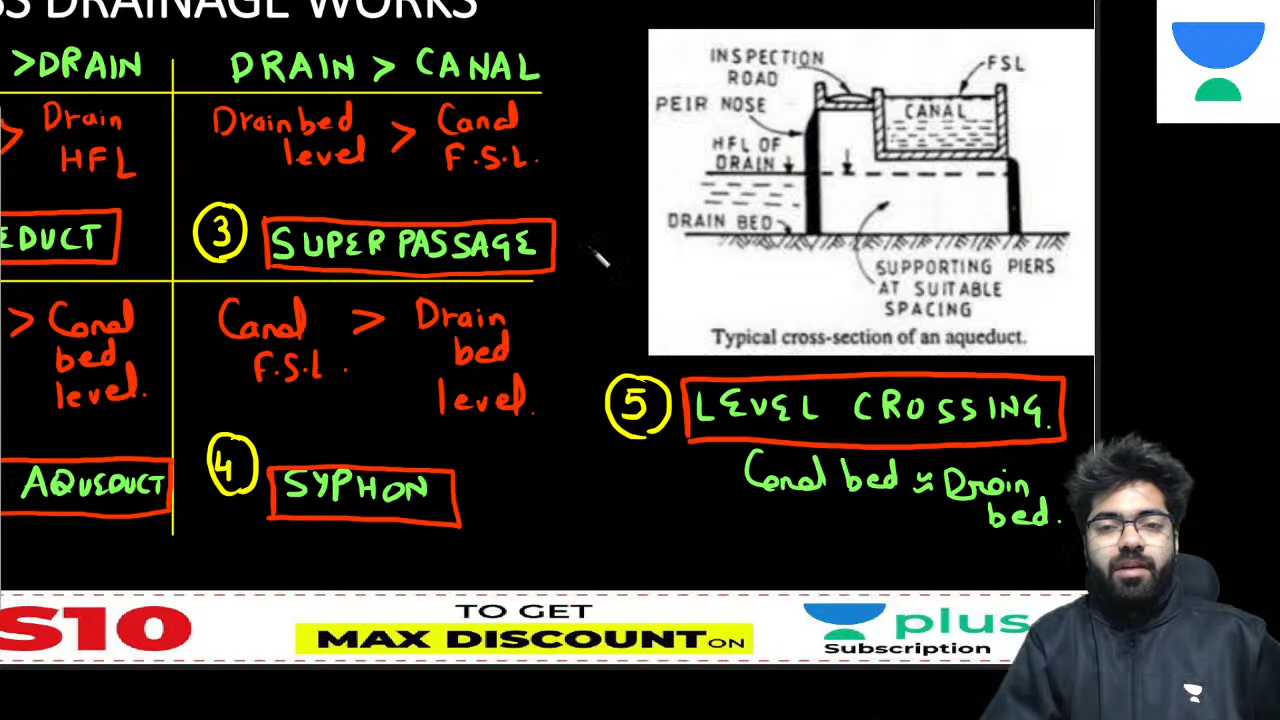 SS DRAINAGE WORKS
>DRAIN
DRAIN > CANAL
> Drain
HFL
Drain bed
level > Canal
F.S.L.
EDUCT
3
SUPER PASSAGE
> Canal
bed
level.
Canal
F.S.L. > Drain
bed
level.
AQUEDUCT
4
SYPHON
INSPECTION
ROAD
FSL
PEIR NOSE
CANAL
HFL OF
DRAIN
DRAIN BED
SUPPORTING PIERS
AT SUITABLE
SPACING
Typical cross-section of an aqueduct.
5
LEVEL CROSSING.
Canal bed ≈ Drain
bed.
S10
TO GET
MAX DISCOUNT ON
plus
Subscription